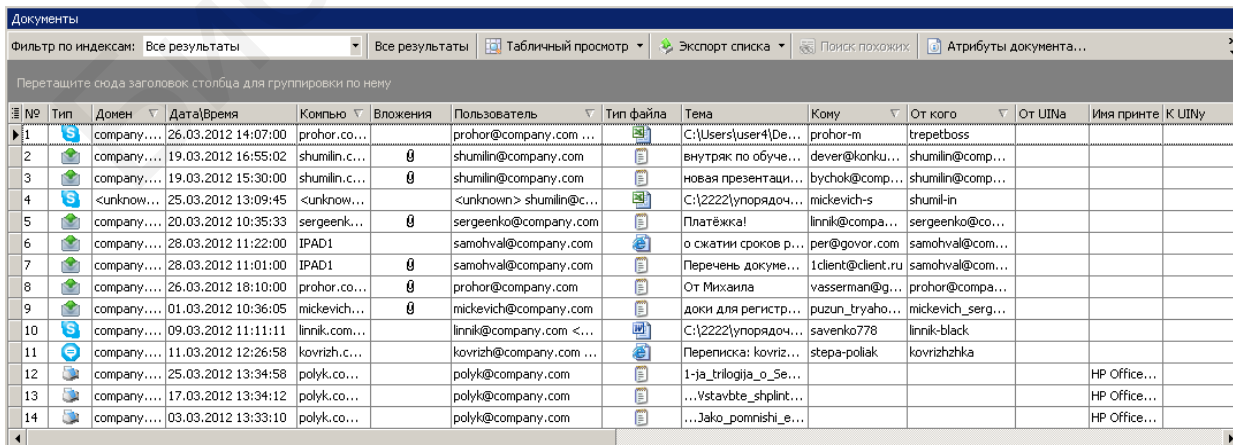 Документы
Фильтр по индексам: Все результаты Все результаты Табличный просмотр Экспорт списка Поиск похожих Атрибуты документа...
Перетащите сюда заголовок столбца для группировки по нему
№ Тип Домен Дата\Время Компью Вложения Пользователь Тип файла Тема Кому От кого От UINa Имя принте К UINу
1 company.... 26.03.2012 14:07:00 prohor.co... prohor@company.com ... C:\Users\user4\De... prohor-m trepetboss
2 company.... 19.03.2012 16:55:02 shumilin.c... shumilin@company.com внутряк по обуче... dever@konku... shumilin@comp...
3 company.... 19.03.2012 15:30:00 shumilin.c... shumilin@company.com новая презентаци... bychok@comp... shumilin@comp...
4 <unknow... 25.03.2012 13:09:45 <unknow... <unknown> shumilin@c... C:\2222\упорядоч... mickevich-s shumil-in
5 company.... 20.03.2012 10:35:33 sergeenk... sergeenko@company.com Платёжка! linnik@compa... sergeenko@co...
6 company.... 28.03.2012 11:22:00 IPAD1 samohval@company.com о сжатии сроков р... per@govor.com samohval@com...
7 company.... 28.03.2012 11:01:00 IPAD1 samohval@company.com Перечень докуме... 1client@client.ru samohval@com...
8 company.... 26.03.2012 18:10:00 prohor.co... prohor@company.com От Михаила vasserman@g... prohor@compa...
9 company.... 01.03.2012 10:36:05 mickevich... mickevich@company.com доки для регистр... puzun_tryaho... mickevich_serg...
10 company.... 09.03.2012 11:11:11 linnik.com... linnik@company.com <... C:\2222\упорядоч... savenko778 linnik-black
11 company.... 11.03.2012 12:26:58 kovrizh.c... kovrizh@company.com ... Переписка: kovriz... stepa-poliak kovrizhzhka
12 company.... 25.03.2012 13:34:58 polyk.co... polyk@company.com 1-ja_trilogija_o_Se... HP Office...
13 company.... 17.03.2012 13:34:12 polyk.co... polyk@company.com ...Vstavbte_shplint... HP Office...
14 company.... 03.03.2012 13:33:10 polyk.co... polyk@company.com ...Jako_pomnishi_e... HP Office...